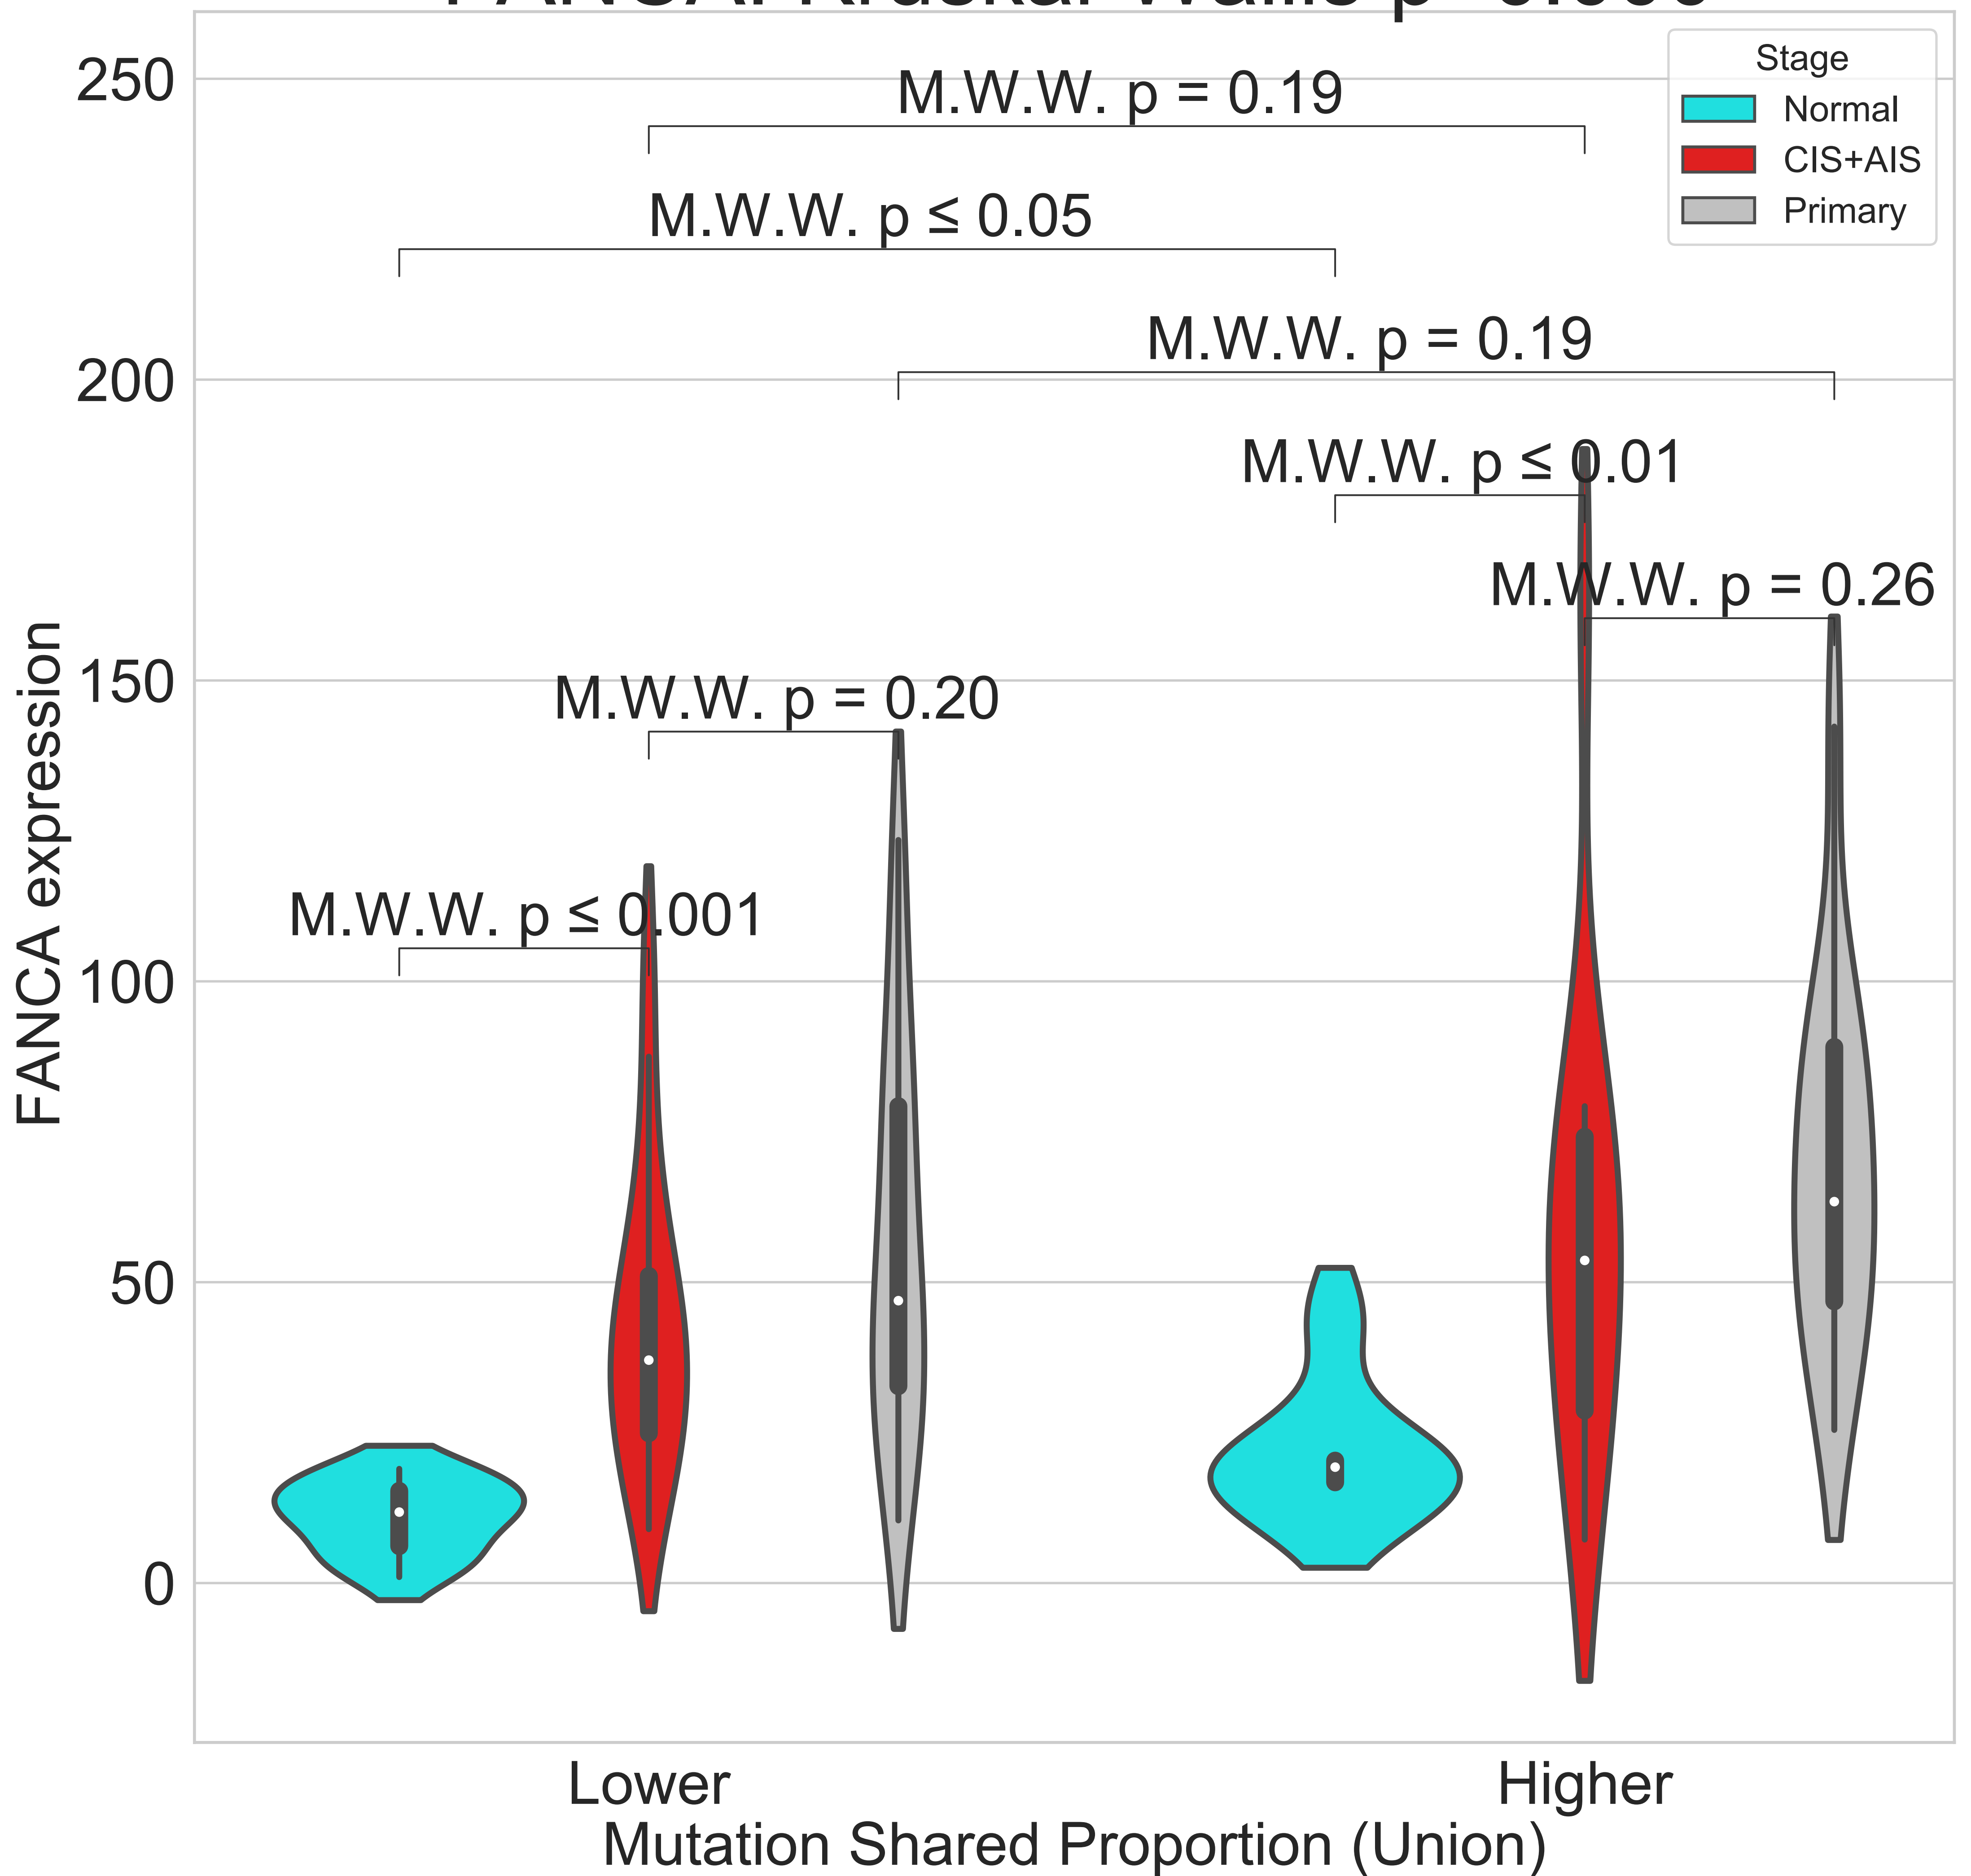 250
200
150
100
50
0
FANCA expression
Stage
Normal
CIS+AIS
Primary
M.W.W. p = 0.19
M.W.W. p ≤ 0.05
M.W.W. p = 0.19
M.W.W. p ≤ 0.01
M.W.W. p = 0.26
M.W.W. p = 0.20
M.W.W. p ≤ 0.001
Lower
Higher
Mutation Shared Proportion (Union)